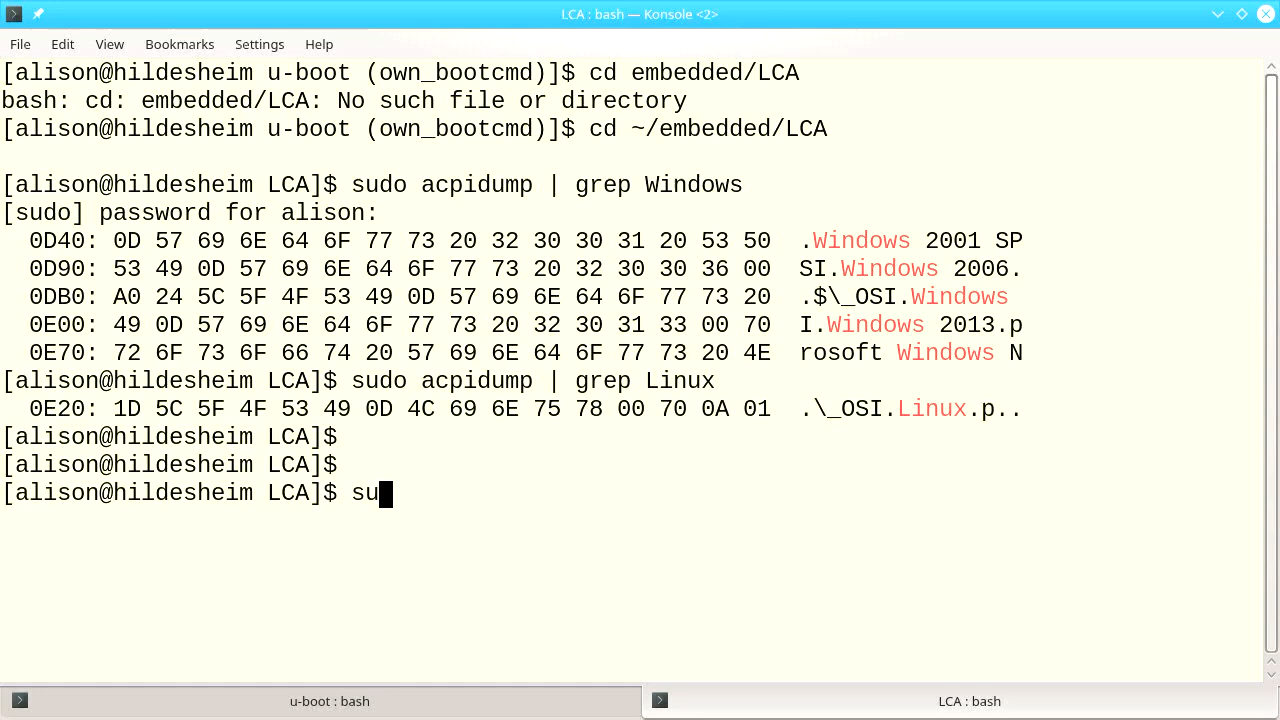 LCA : bash — Konsole <2>
File Edit View Bookmarks Settings Help
[alison@hildesheim u-boot (own_bootcmd)]$ cd embedded/LCA
bash: cd: embedded/LCA: No such file or directory
[alison@hildesheim u-boot (own_bootcmd)]$ cd ~/embedded/LCA
[alison@hildesheim LCA]$ sudo acpidump | grep Windows
[sudo] password for alison:
  0D40: 0D 57 69 6E 64 6F 77 73 20 32 30 30 31 20 53 50  .Windows 2001 SP
  0D90: 53 49 0D 57 69 6E 64 6F 77 73 20 32 30 30 36 00  SI.Windows 2006.
  0DB0: A0 24 5C 5F 4F 53 49 0D 57 69 6E 64 6F 77 73 20  .$\_OSI.Windows
  0E00: 49 0D 57 69 6E 64 6F 77 73 20 32 30 31 33 00 70  I.Windows 2013.p
  0E70: 72 6F 73 6F 66 74 20 57 69 6E 64 6F 77 73 20 4E  rosoft Windows N
[alison@hildesheim LCA]$ sudo acpidump | grep Linux
  0E20: 1D 5C 5F 4F 53 49 0D 4C 69 6E 75 78 00 70 0A 01  .\_OSI.Linux.p..
[alison@hildesheim LCA]$
[alison@hildesheim LCA]$
[alison@hildesheim LCA]$ su
u-boot : bash
LCA : bash